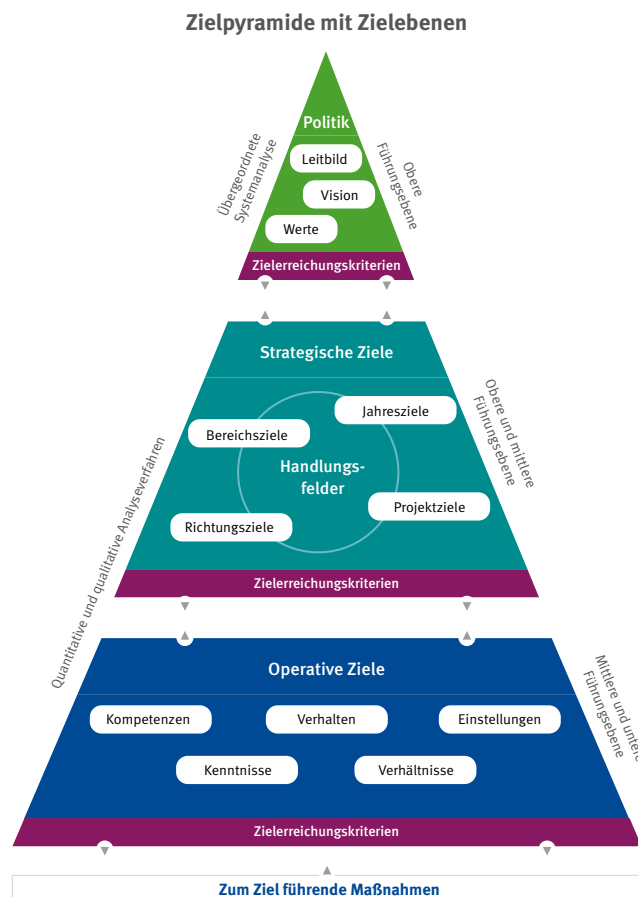 Zielpyramide mit Zielebenen
Politik
Übergeordnete
Systemanalyse
Obere
Führungsebene
Leitbild
Vision
Werte
Zielerreichungskriterien
Strategische Ziele
Jahresziele
Bereichsziele
Handlungs-
felder
Projektziele
Richtungsziele
Obere und mittlere
Führungsebene
Quantitative und qualitative Analyseverfahren
Zielerreichungskriterien
Operative Ziele
Kompetenzen
Verhalten
Einstellungen
Kenntnisse
Verhältnisse
Mittlere und untere
Führungsebene
Zielerreichungskriterien
Zum Ziel führende Maßnahmen